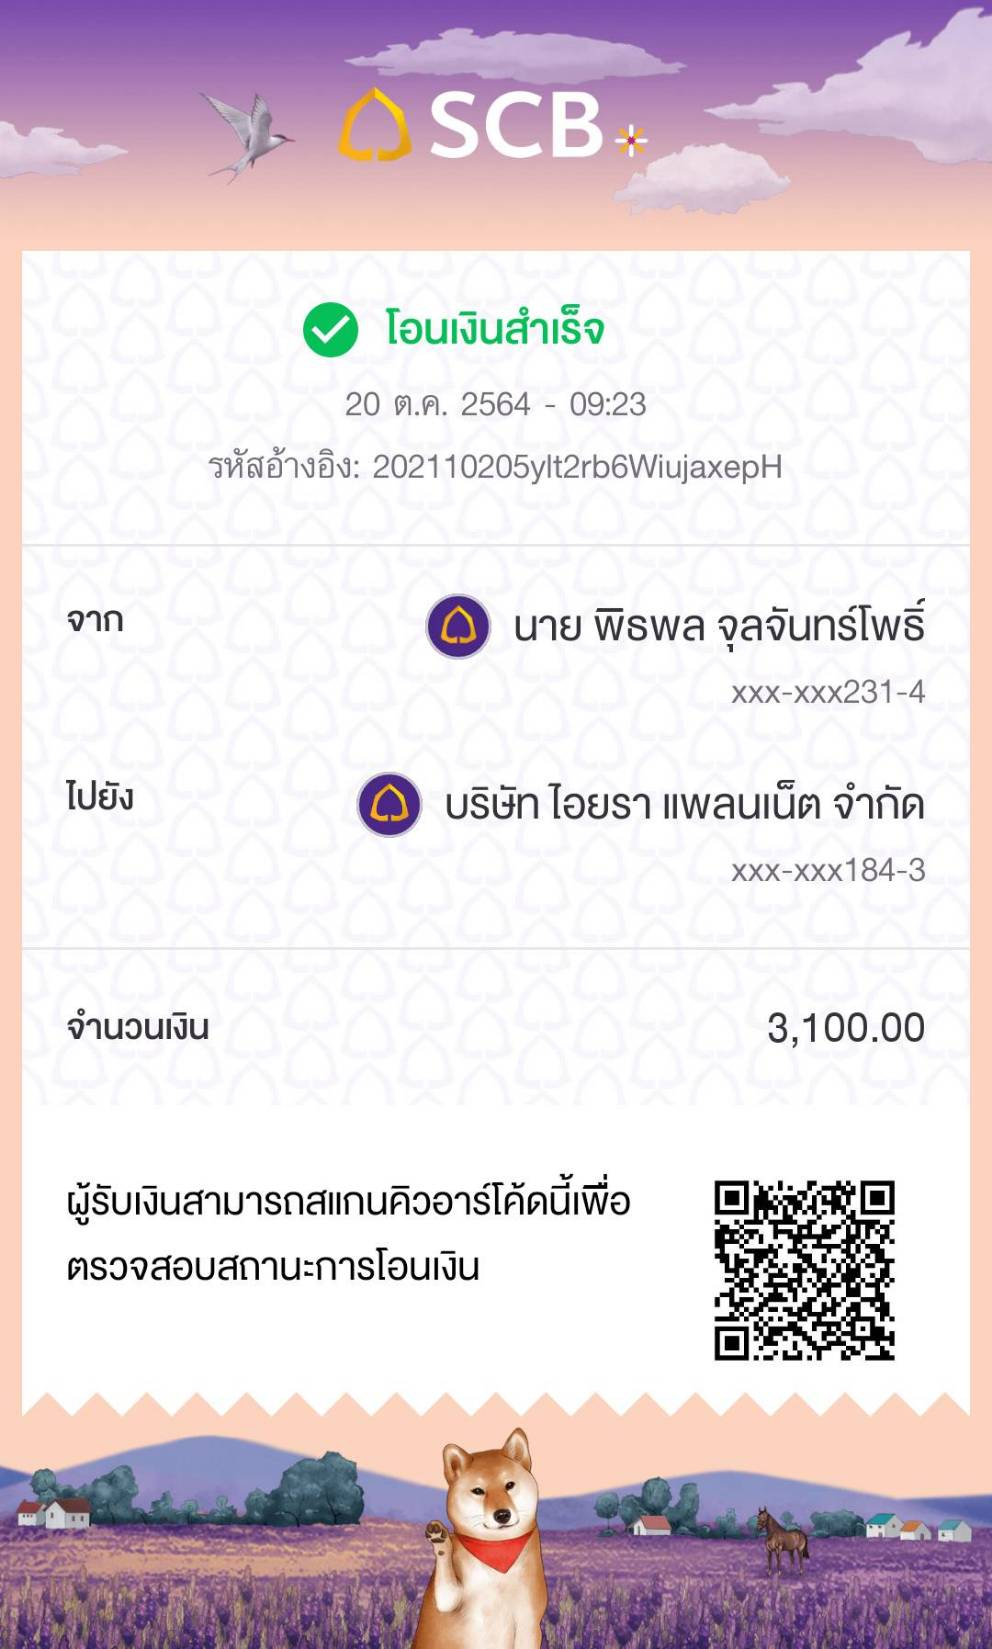 SCB
โอนเงินสำเร็จ
20 ต.ค. 2564 - 09:23
รหัสอ้างอิง: 202110205ylt2rb6WiujaxepH
จาก
นาย พิธพล จุลจันทร์โพธิ์
xxx-xxx231-4
ไปยัง
บริษัท ไอยรา แพลนเน็ต จำกัด
xxx-xxx184-3
จำนวนเงิน 3,100.00
ผู้รับเงินสามารถสแกนคิวอาร์โค้ดนี้เพื่อ
ตรวจสอบสถานะการโอนเงิน